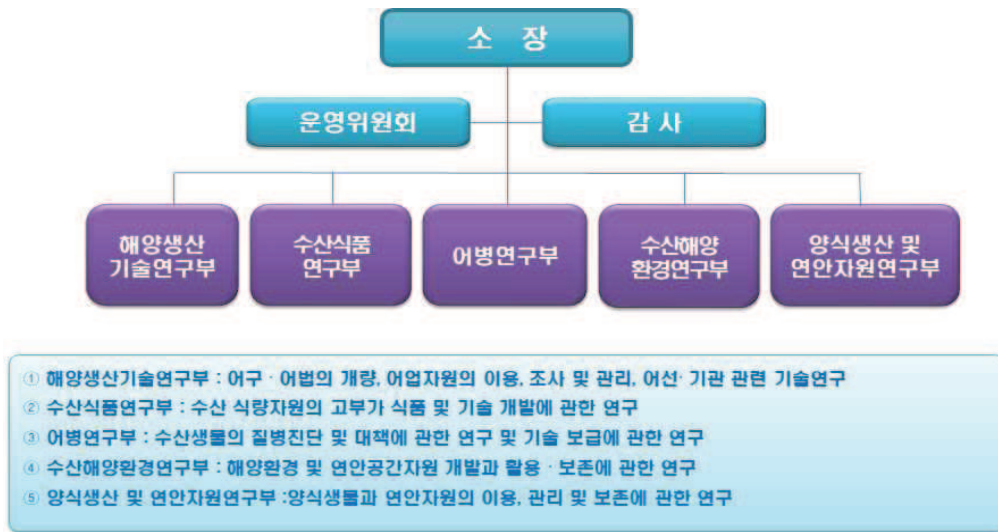 소 장
운영위원회
감 사
해양생산
기술연구부
수산식품
연구부
어병연구부
수산해양
환경연구부
양식생산 및
연안자원연구부
① 해양생산기술연구부 : 어구 · 어법의 개량, 어업자원의 이용, 조사 및 관리, 어선· 기관 관련 기술연구
② 수산식품연구부 : 수산 식량자원의 고부가 식품 및 기술 개발에 관한 연구
③ 어병연구부 : 수산생물의 질병진단 및 대책에 관한 연구 및 기술 보급에 관한 연구
④ 수산해양환경연구부 : 해양환경 및 연안공간자원 개발과 활용 · 보존에 관한 연구
⑤ 양식생산 및 연안자원연구부 :양식생물과 연안자원의 이용, 관리 및 보존에 관한 연구